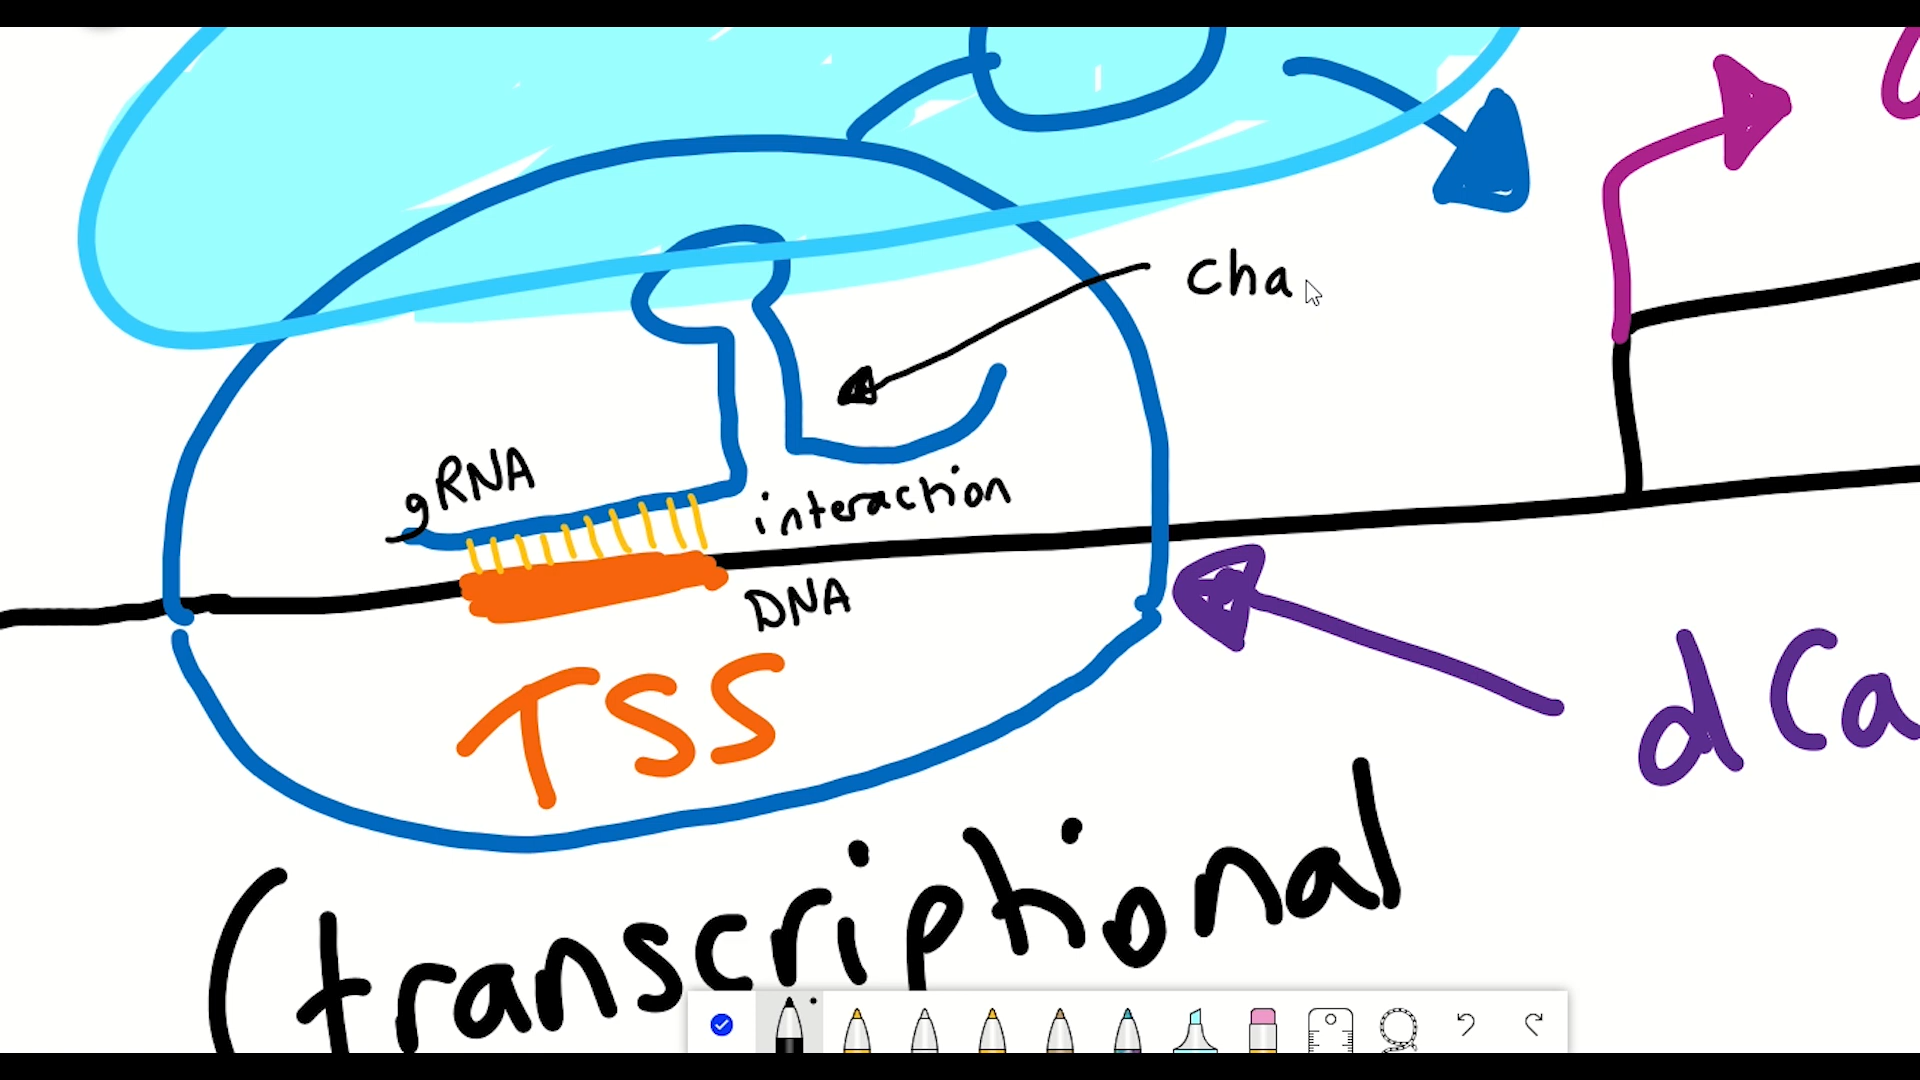 cha
gRNA
interaction
DNA
TSS
dCa
(transcriptional